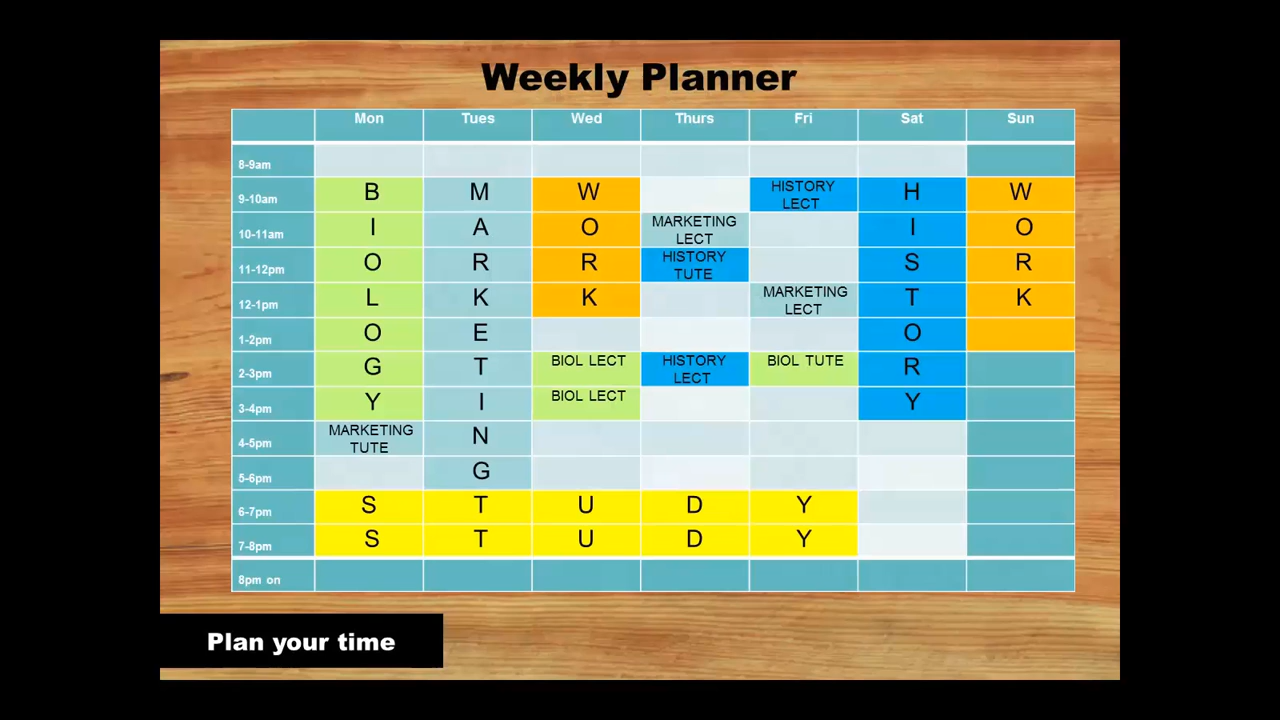 Weekly Planner
Mon Tues Wed Thurs Fri Sat Sun
8-9am
9-10am B M W HISTORY LECT H W
10-11am I A O MARKETING LECT I O
11-12pm O R R HISTORY TUTE S R
12-1pm L K K MARKETING LECT T K
1-2pm O E O
2-3pm G T BIOL LECT HISTORY LECT BIOL TUTE R
3-4pm Y I BIOL LECT Y
4-5pm MARKETING TUTE N
5-6pm G
6-7pm S T U D Y
7-8pm S T U D Y
8pm on
Plan your time